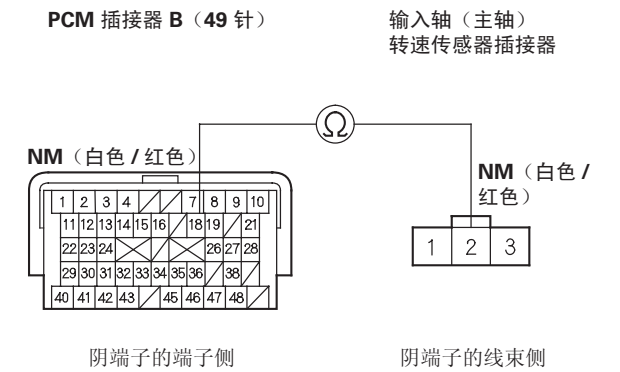 PCM 插接器 B（49 针）
输入轴（主轴）
转速传感器插接器
Ω
NM（白色 / 红色）
NM（白色 /
红色）
1 2 3 4 7 8 9 10
11 12 13 14 15 16 18 19 21
22 23 24 26 27 28
29 30 31 32 33 34 35 36 38
40 41 42 43 45 46 47 48
1 2 3
阴端子的端子侧
阴端子的线束侧